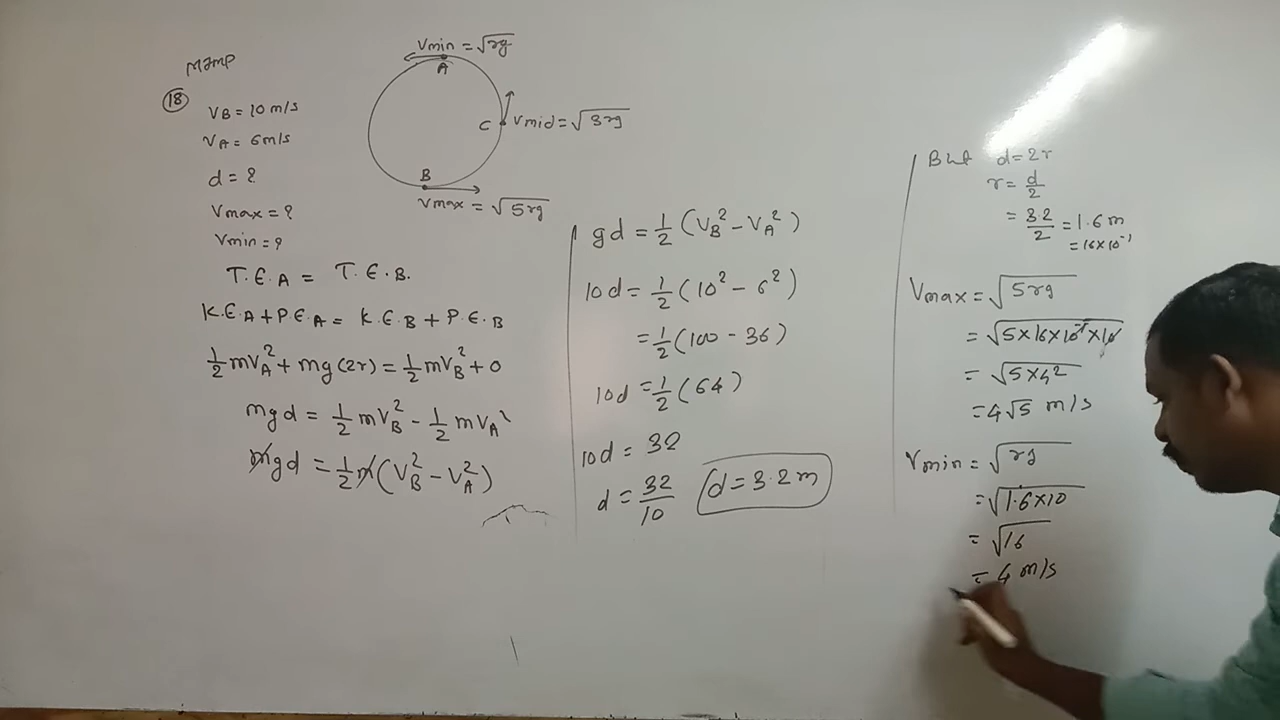 MJMP
18
VB = 10 m/s
VA = 6m/s
d = ?
Vmax = ?
Vmin = ?
Vmin = √rg
A
C Vmid = √3rg
B
Vmax = √5rg
T.E.A = T.E.B.
K.E.A + P.E.A = K.E.B + P.E.B
1/2 mVA² + mg(2r) = 1/2 mVB² + 0
mgd = 1/2 mVB² - 1/2 mVA²
mgd = 1/2 m(VB² - VA²)
gd = 1/2 (VB² - VA²)
10d = 1/2 (10² - 6²)
= 1/2 (100 - 36)
10d = 1/2 (64)
10d = 32
d = 32/10
d = 3.2 m
But d = 2r
r = d/2
= 32/2 = 1.6 m
= 16×10⁻¹
Vmax = √5rg
= √5×16×10⁻¹×10
= √5×4²
= 4√5 m/s
Vmin = √rg
= √1.6×10
= √16
= 4 m/s